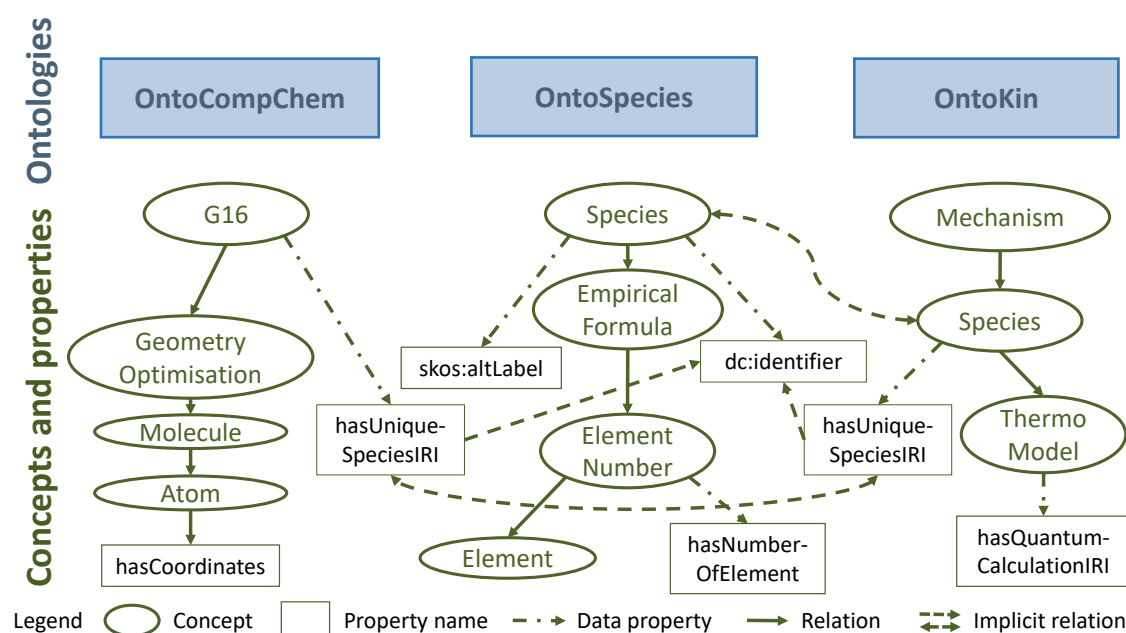 Ontologies
OntoCompChem
OntoSpecies
OntoKin
Concepts and properties
G16
Species
Mechanism
Empirical
Formula
Species
Geometry
Optimisation
skos:altLabel
dc:identifier
hasUnique-
SpeciesIRI
hasUnique-
SpeciesIRI
Thermo
Model
Molecule
Element
Number
Atom
hasCoordinates
Element
hasNumber-
OfElement
hasQuantum-
CalculationIRI
Legend Concept Property name Data property Relation Implicit relation